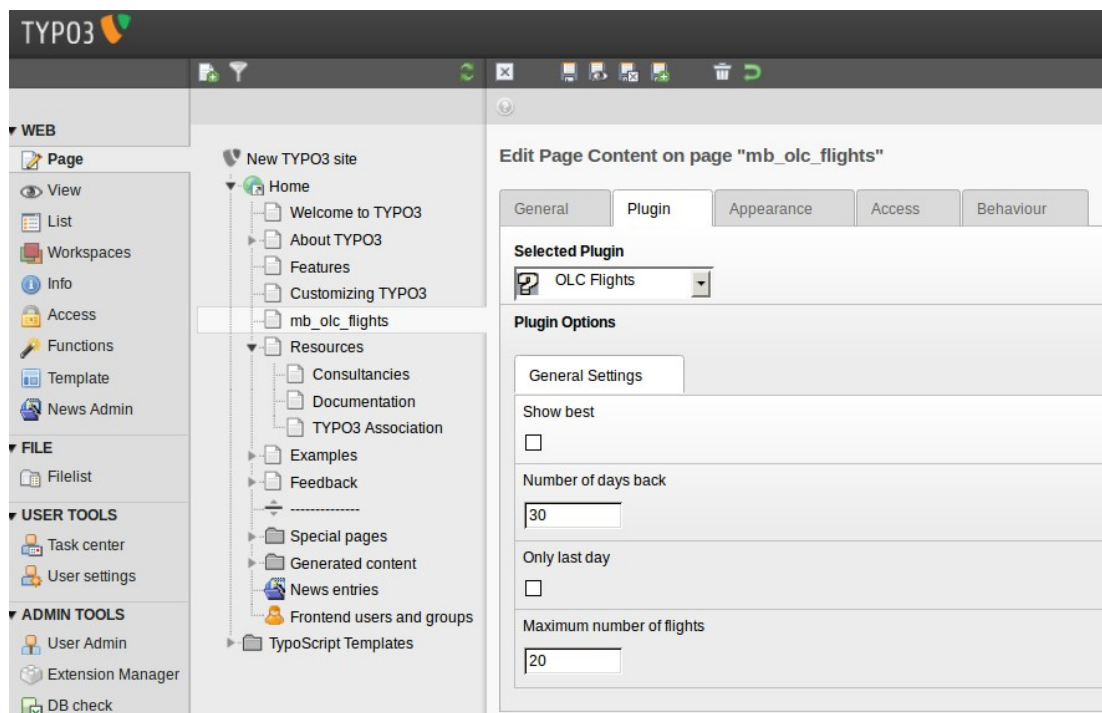 TYPO3
WEB
Page
View
List
Workspaces
Info
Access
Functions
Template
News Admin
FILE
Filelist
USER TOOLS
Task center
User settings
ADMIN TOOLS
User Admin
Extension Manager
DB check
New TYPO3 site
Home
Welcome to TYPO3
About TYPO3
Features
Customizing TYPO3
mb_olc_flights
Resources
Consultancies
Documentation
TYPO3 Association
Examples
Feedback
--------------
Special pages
Generated content
News entries
Frontend users and groups
TypoScript Templates
Edit Page Content on page "mb_olc_flights"
General Plugin Appearance Access Behaviour
Selected Plugin
OLC Flights
Plugin Options
General Settings
Show best
Number of days back
30
Only last day
Maximum number of flights
20